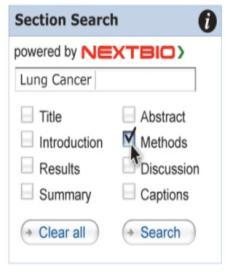 Section Search i
powered by NEXTBIO
Lung Cancer
Title Abstract
Introduction Methods
Results Discussion
Summary Captions
Clear all Search